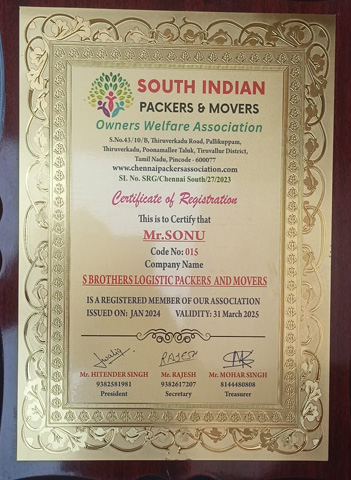 SOUTH INDIAN
PACKERS & MOVERS
Owners Welfare Association
S.No.43/10/B, Thiruverkadu Road, Pallikuppam,
Thiruverkadu, Poonamallee Taluk, Tiruvallur District,
Tamil Nadu, Pincode - 600077
www.chennaipackersassociation.com
SI. No. SRG/Chennai South/27/2023
Certificate of Registration
This is to Certify that
Mr.SONU
Code No: 015
Company Name
S BROTHERS LOGISTIC PACKERS AND MOVERS
IS A REGISTERED MEMBER OF OUR ASSOCIATION
ISSUED ON: JAN 2024 VALIDITY: 31 March 2025
RAJESH
Mr. HITENDER SINGH Mr. RAJESH Mr. MOHAR SINGH
9382581981 9382617207 8144480808
President Secretary Treasurer